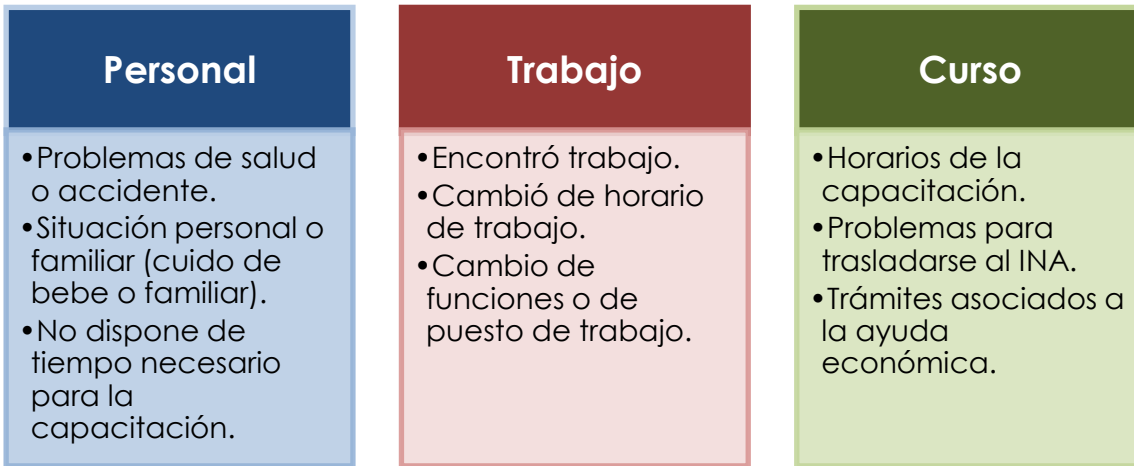 Personal
•Problemas de salud
o accidente.
•Situación personal o
familiar (cuido de
bebe o familiar).
•No dispone de
tiempo necesario
para la
capacitación.
Trabajo
•Encontró trabajo.
•Cambió de horario
de trabajo.
•Cambio de
funciones o de
puesto de trabajo.
Curso
•Horarios de la
capacitación.
•Problemas para
trasladarse al INA.
•Trámites asociados a
la ayuda
económica.